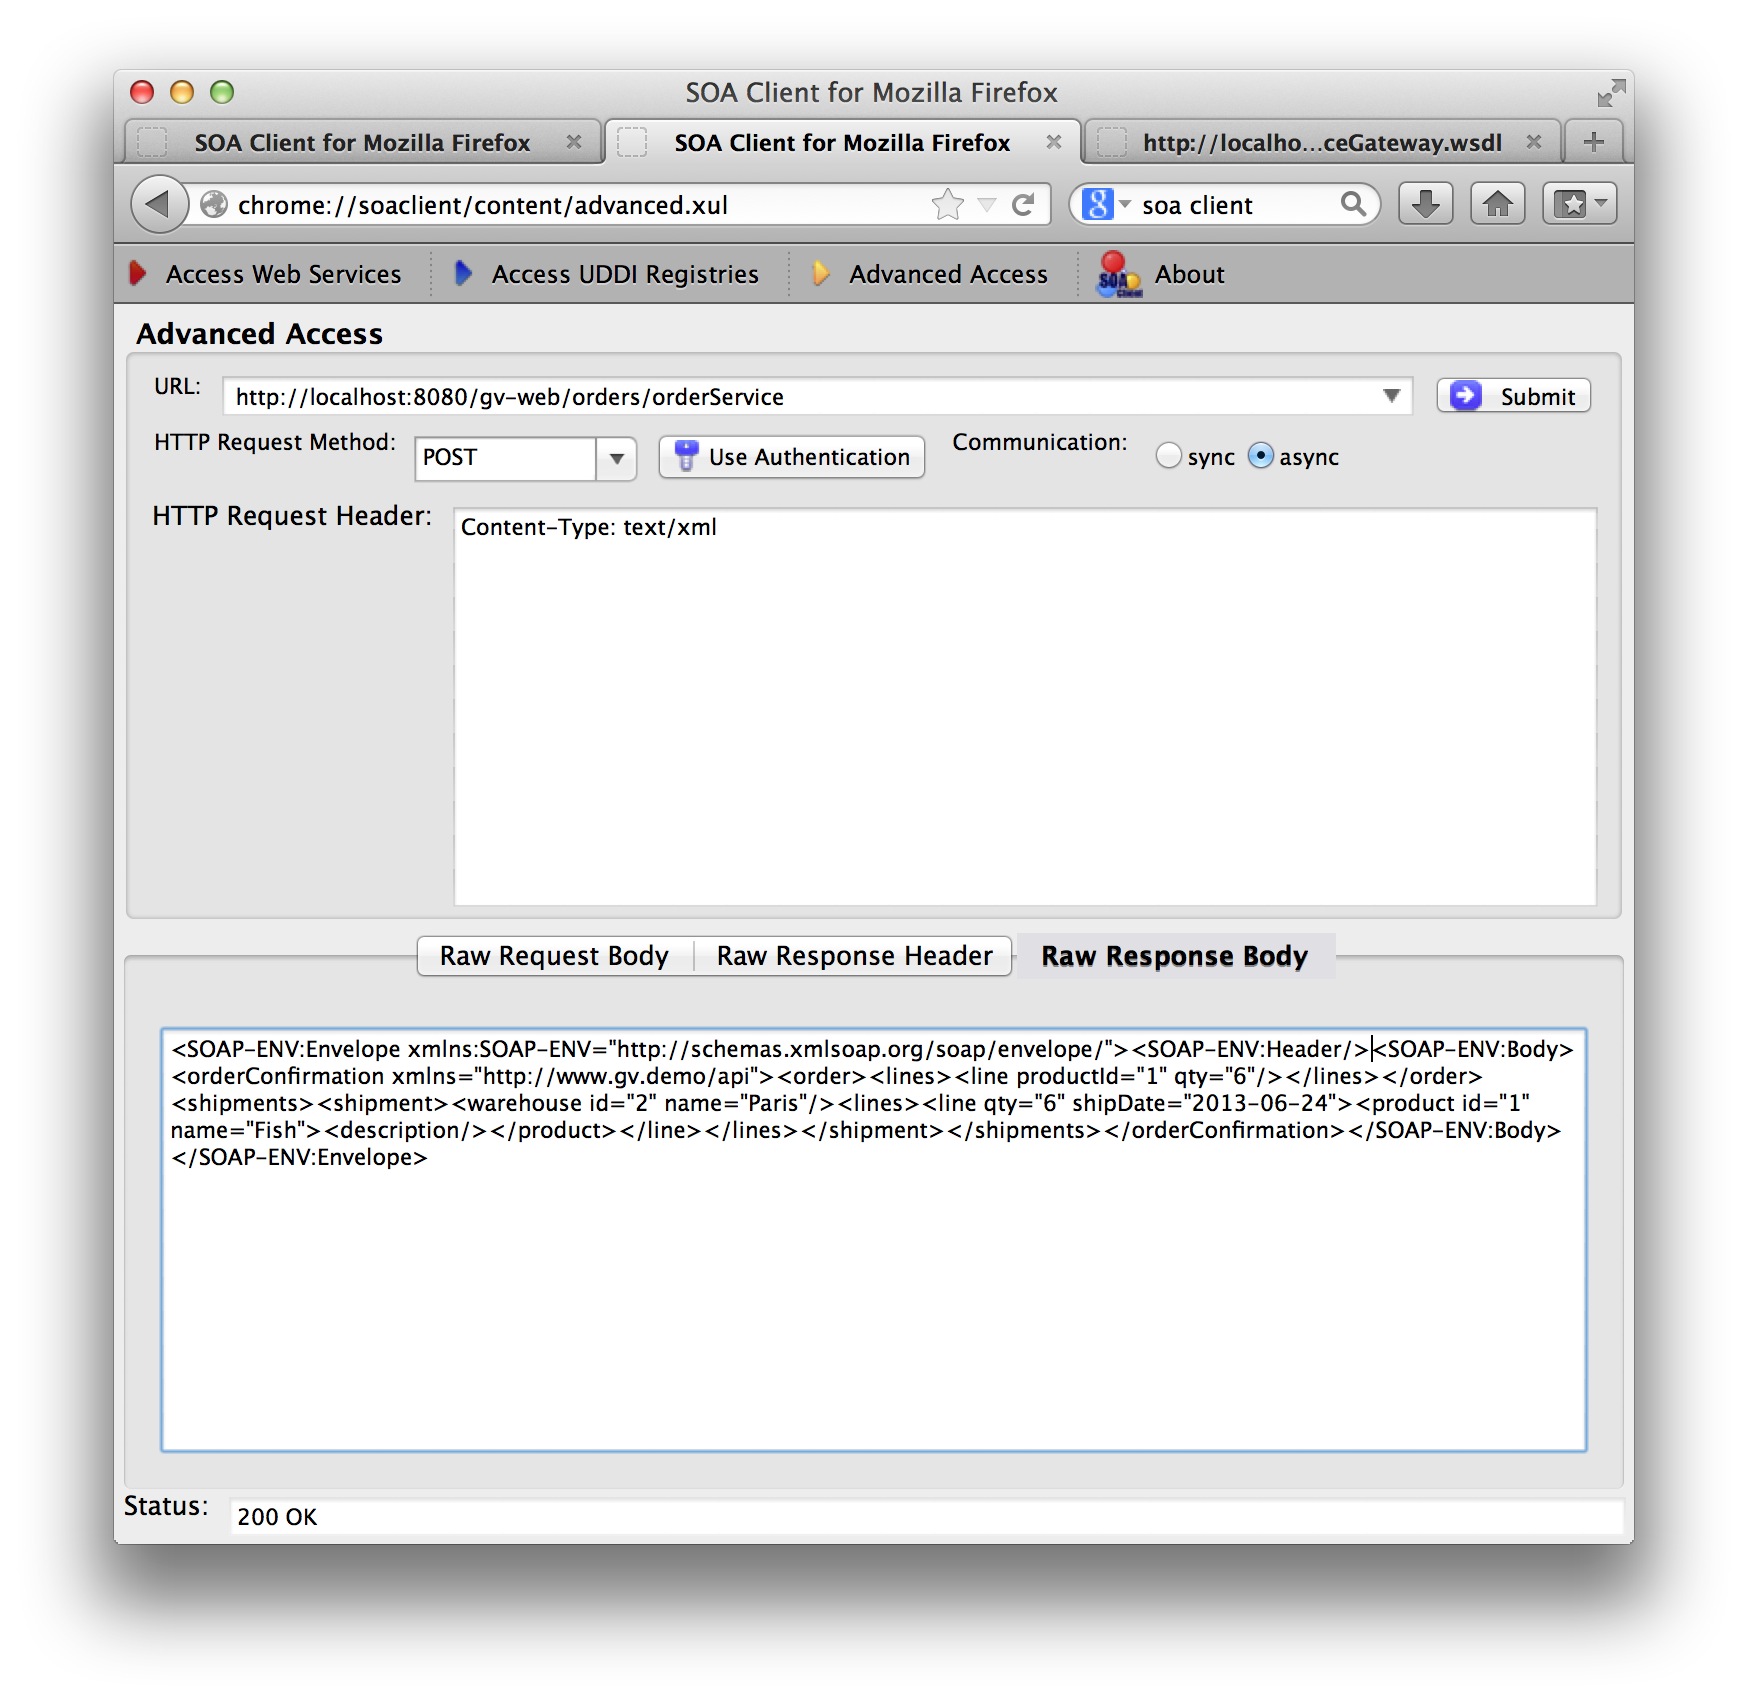 SOA Client for Mozilla Firefox
SOA Client for Mozilla Firefox
SOA Client for Mozilla Firefox
http://localho...ceGateway.wsdl
chrome://soaclient/content/advanced.xul
8 soa client
Access Web Services
Access UDDI Registries
Advanced Access
SOA Client
About
Advanced Access
URL:
http://localhost:8080/gv-web/orders/orderService
Submit
HTTP Request Method:
POST
Use Authentication
Communication:
sync
async
HTTP Request Header:
Content-Type: text/xml
Raw Request Body
Raw Response Header
Raw Response Body
<SOAP-ENV:Envelope xmlns:SOAP-ENV="http://schemas.xmlsoap.org/soap/envelope/"><SOAP-ENV:Header/><SOAP-ENV:Body>
<orderConfirmation xmlns="http://www.gv.demo/api"><order><lines><line productId="1" qty="6"/></lines></order>
<shipments><shipment><warehouse id="2" name="Paris"/><lines><line qty="6" shipDate="2013-06-24"><product id="1"
name="Fish"><description/></product></line></lines></shipment></shipments></orderConfirmation></SOAP-ENV:Body>
</SOAP-ENV:Envelope>
Status:
200 OK